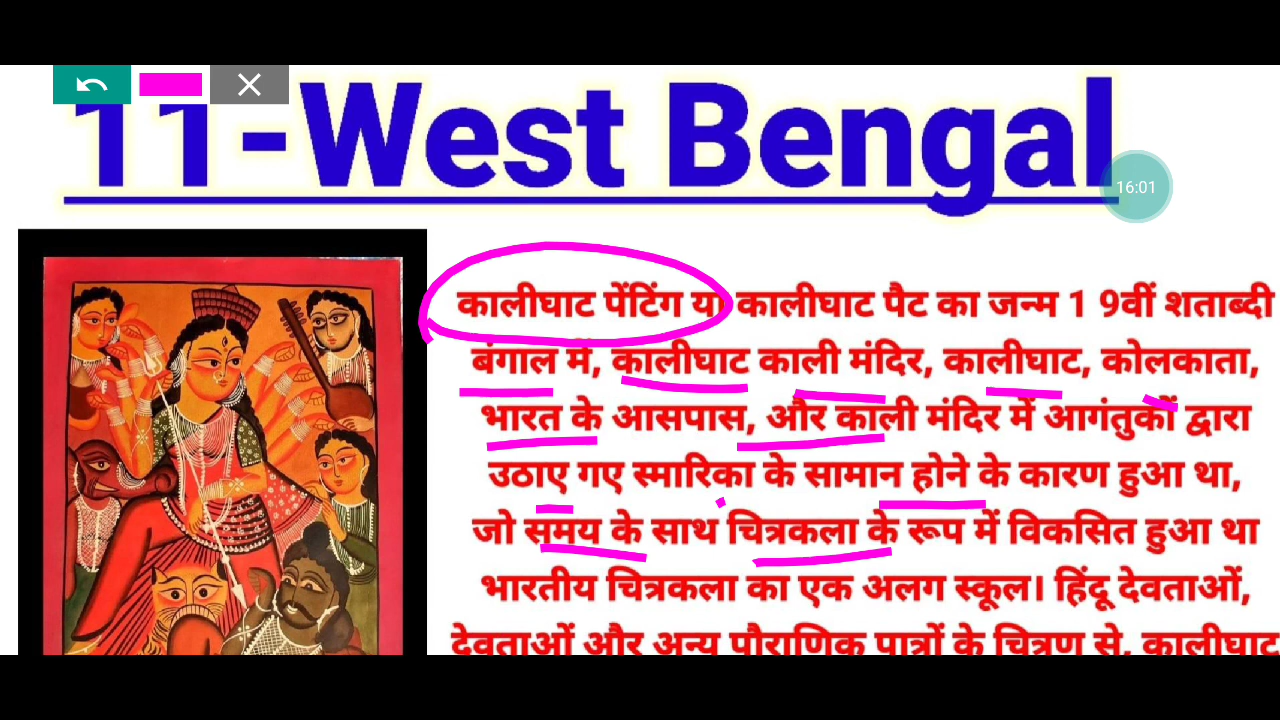 11-West Bengal
16:01
कालीघाट पेंटिंग या कालीघाट पैट का जन्म 1 9वीं शताब्दी
बंगाल में, कालीघाट काली मंदिर, कालीघाट, कोलकाता,
भारत के आसपास, और काली मंदिर में आगंतुकों द्वारा
उठाए गए स्मारिका के सामान होने के कारण हुआ था,
जो समय के साथ चित्रकला के रूप में विकसित हुआ था
भारतीय चित्रकला का एक अलग स्कूल। हिंदू देवताओं,
देवताओं और अन्य पौराणिक पात्रों के चित्रण से, कालीघाट